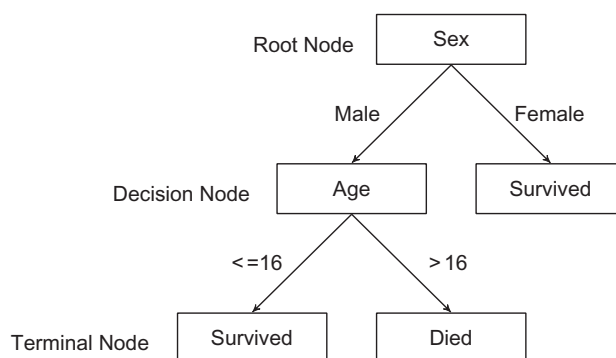 Root Node
Sex
Male
Female
Decision Node
Age
Survived
<=16
>16
Terminal Node
Survived
Died